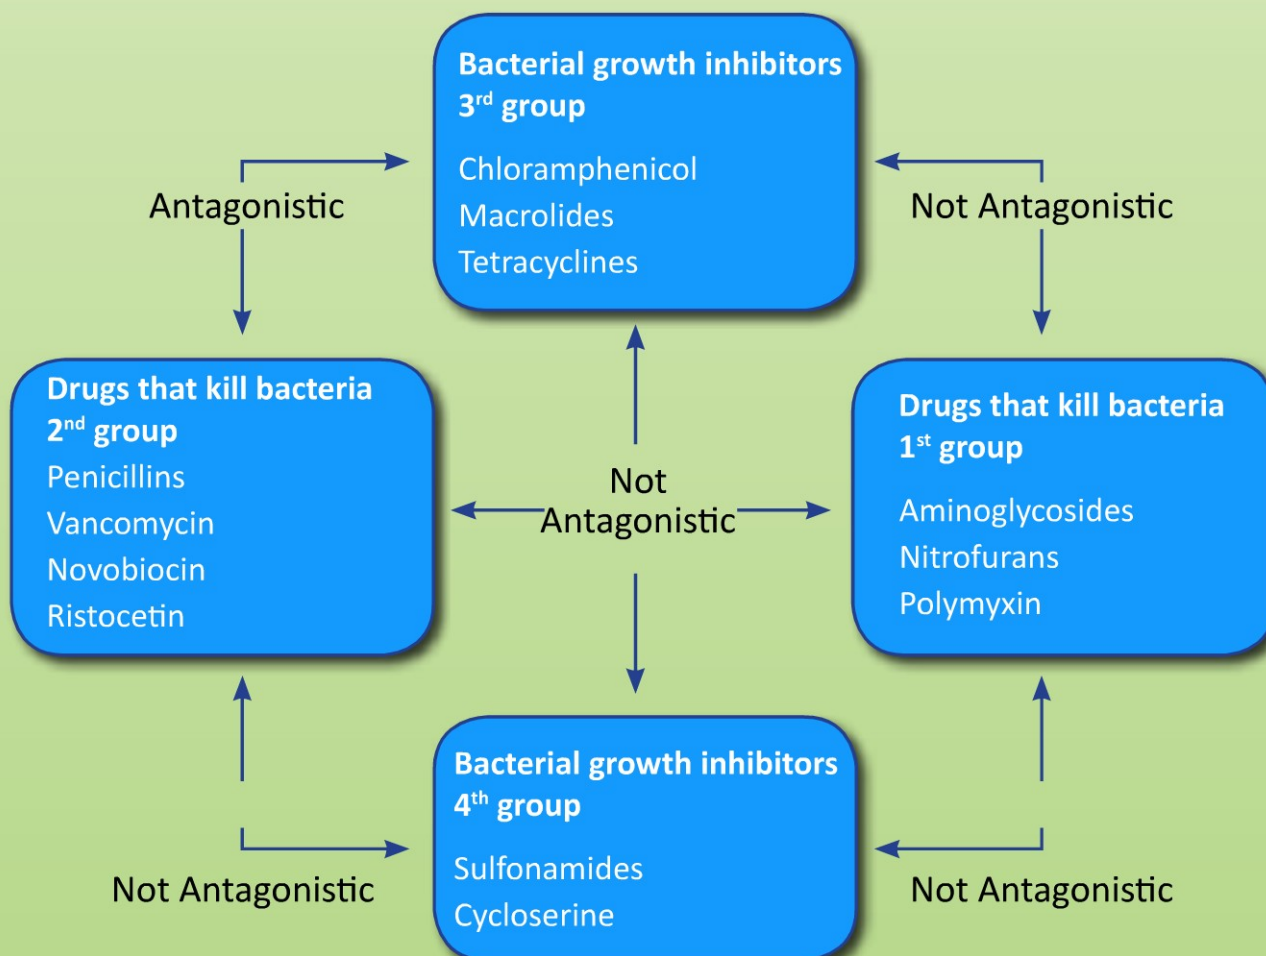 Bacterial growth inhibitors
3rd group
Chloramphenicol
Macrolides
Tetracyclines
Antagonistic
Not Antagonistic
Drugs that kill bacteria
2nd group
Penicillins
Vancomycin
Novobiocin
Ristocetin
Not
Antagonistic
Drugs that kill bacteria
1st group
Aminoglycosides
Nitrofurans
Polymyxin
Bacterial growth inhibitors
4th group
Sulfonamides
Cycloserine
Not Antagonistic
Not Antagonistic